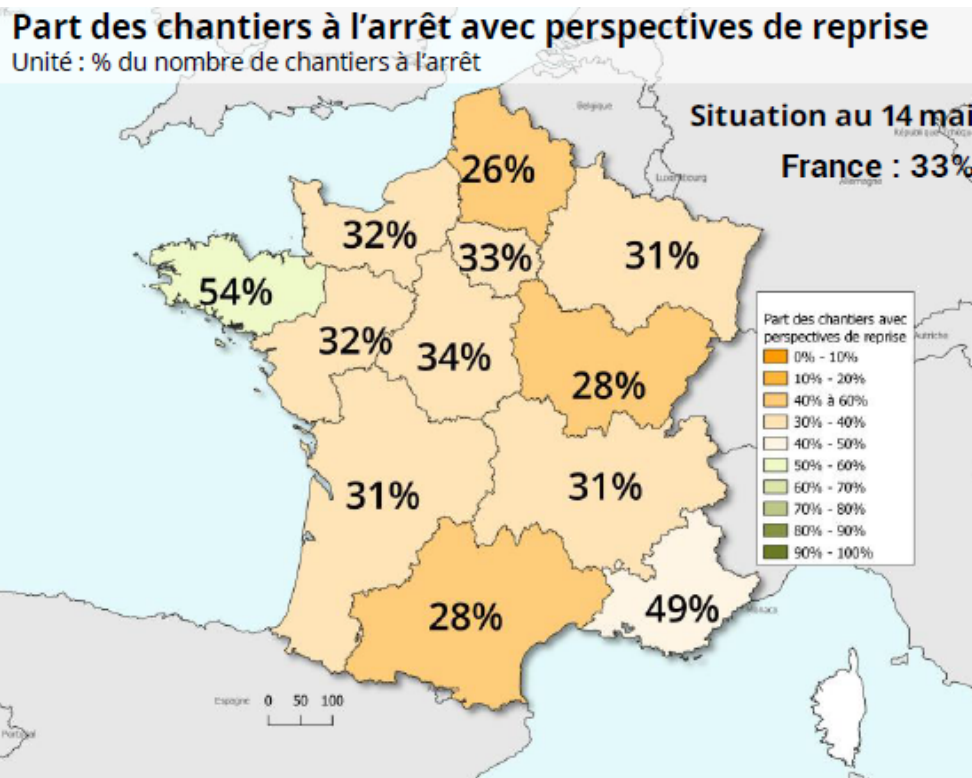 Part des chantiers à l'arrêt avec perspectives de reprise
Unité : % du nombre de chantiers à l'arrêt
Belgique
Situation au 14 mai
Luxembourg
Allemagne
France : 33%
26%
32%
33%
31%
54%
32%
34%
28%
31%
31%
28%
49%
Part des chantiers avec
perspectives de reprise
0% - 10%
10% - 20%
40% à 60%
30% - 40%
40% - 50%
50% - 60%
60% - 70%
70% - 80%
80% - 90%
90% - 100%
Autriche
Monaco
Espagne
0 50 100
Portugal